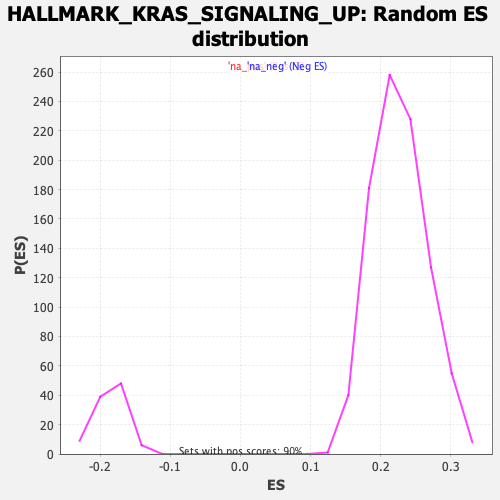 HALLMARK_KRAS_SIGNALING_UP: Random ES
distribution
'na_'na_neg' (Neg ES)
P(ES)
260
240
220
200
180
160
140
120
100
80
60
40
20
0
Sets with pos scores: 90%
-0.2 -0.1 0.0 0.1 0.2 0.3
ES